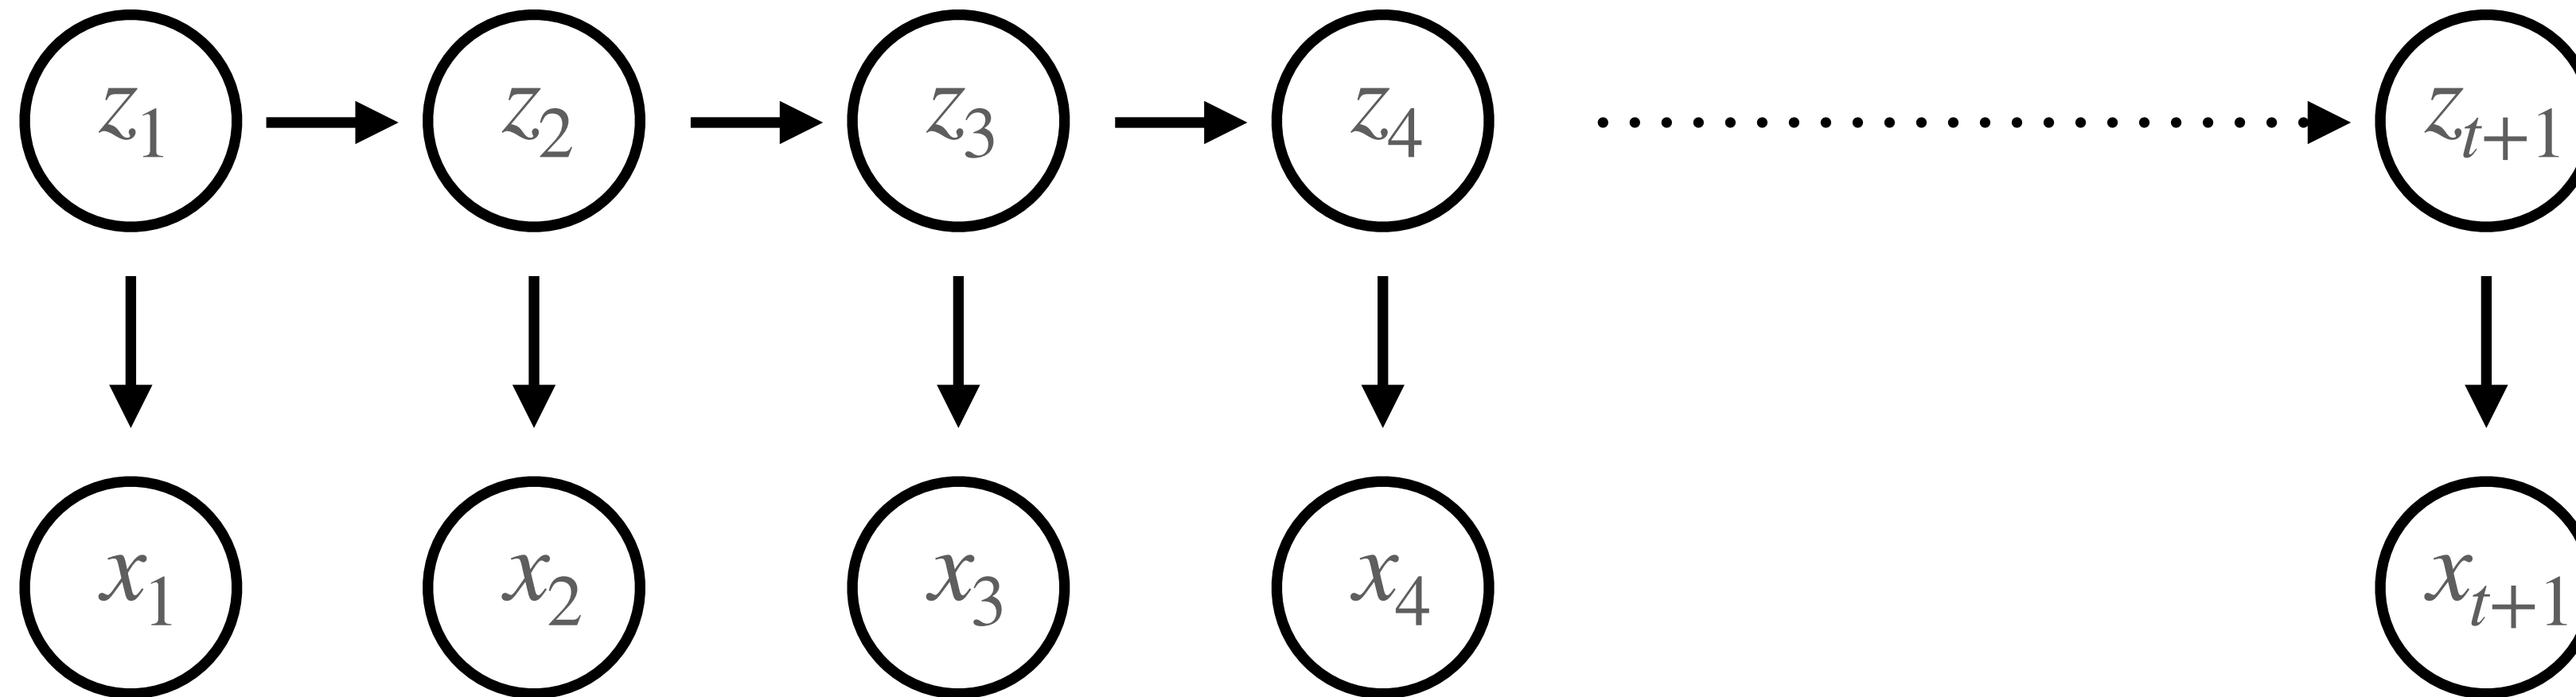 z₁ z₂ z₃ z₄ zₜ₊₁
x₁ x₂ x₃ x₄ xₜ₊₁